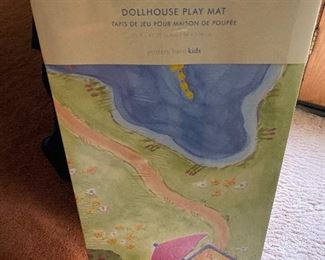 DOLLHOUSE PLAY MAT
TAPIS DE JEU POUR MAISON DE POUPÉE
pottery barn kids